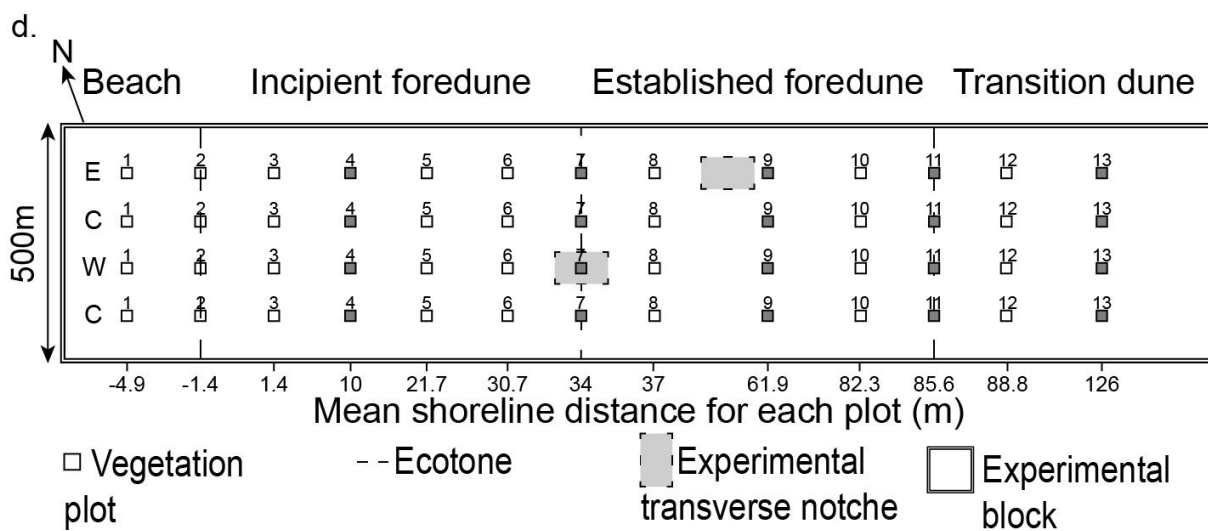 d.
N
Beach Incipient foredune Established foredune Transition dune
500m
E 1 2 3 4 5 6 7 8 9 10 11 12 13
C 1 2 3 4 5 6 7 8 9 10 11 12 13
W 1 2 3 4 5 6 7 8 9 10 11 12 13
C 1 2 3 4 5 6 7 8 9 10 11 12 13
-4.9 -1.4 1.4 10 21.7 30.7 34 37 61.9 82.3 85.6 88.8 126
Mean shoreline distance for each plot (m)
Vegetation plot
Ecotone
Experimental transverse notche
Experimental block